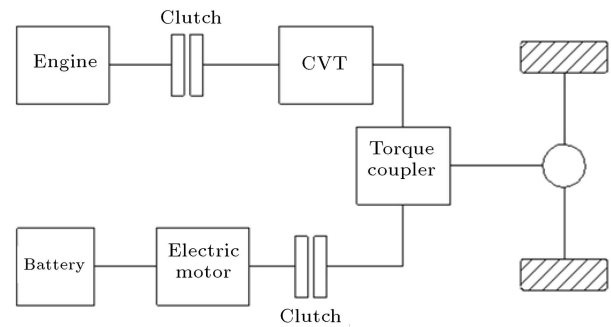 Clutch
Engine
CVT
Torque
coupler
Battery
Electric
motor
Clutch